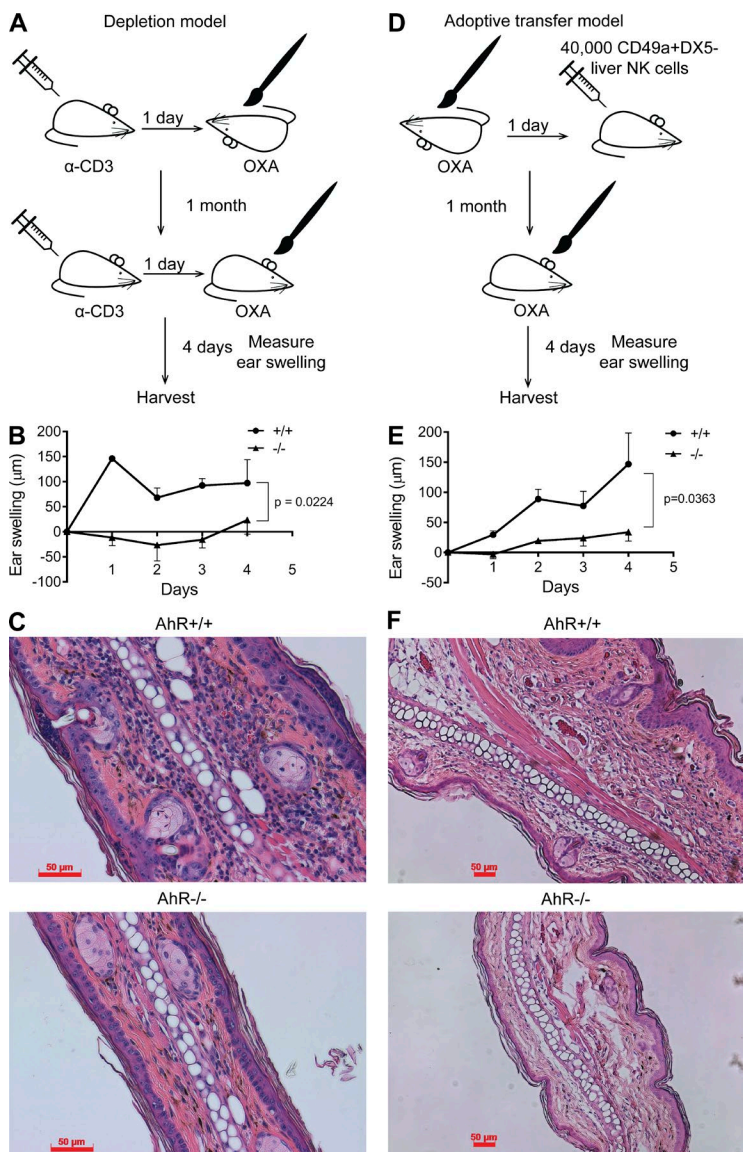 A
Depletion model
1 day
α-CD3
OXA
1 month
1 day
α-CD3
OXA
4 days
Measure
ear swelling
Harvest
B
Ear swelling (μm)
200
150
100
50
0
-50
-100
1
2
3
4
5
Days
+/+
-/-
p = 0.0224
C
AhR+/+
50 μm
AhR-/-
50 μm
D
Adoptive transfer model
40,000 CD49a+DX5-
liver NK cells
1 day
OXA
1 month
OXA
4 days
Measure
ear swelling
Harvest
E
Ear swelling (μm)
200
150
100
50
0
-50
1
2
3
4
5
Days
+/+
-/-
p=0.0363
F
AhR+/+
50 μm
AhR-/-
50 μm